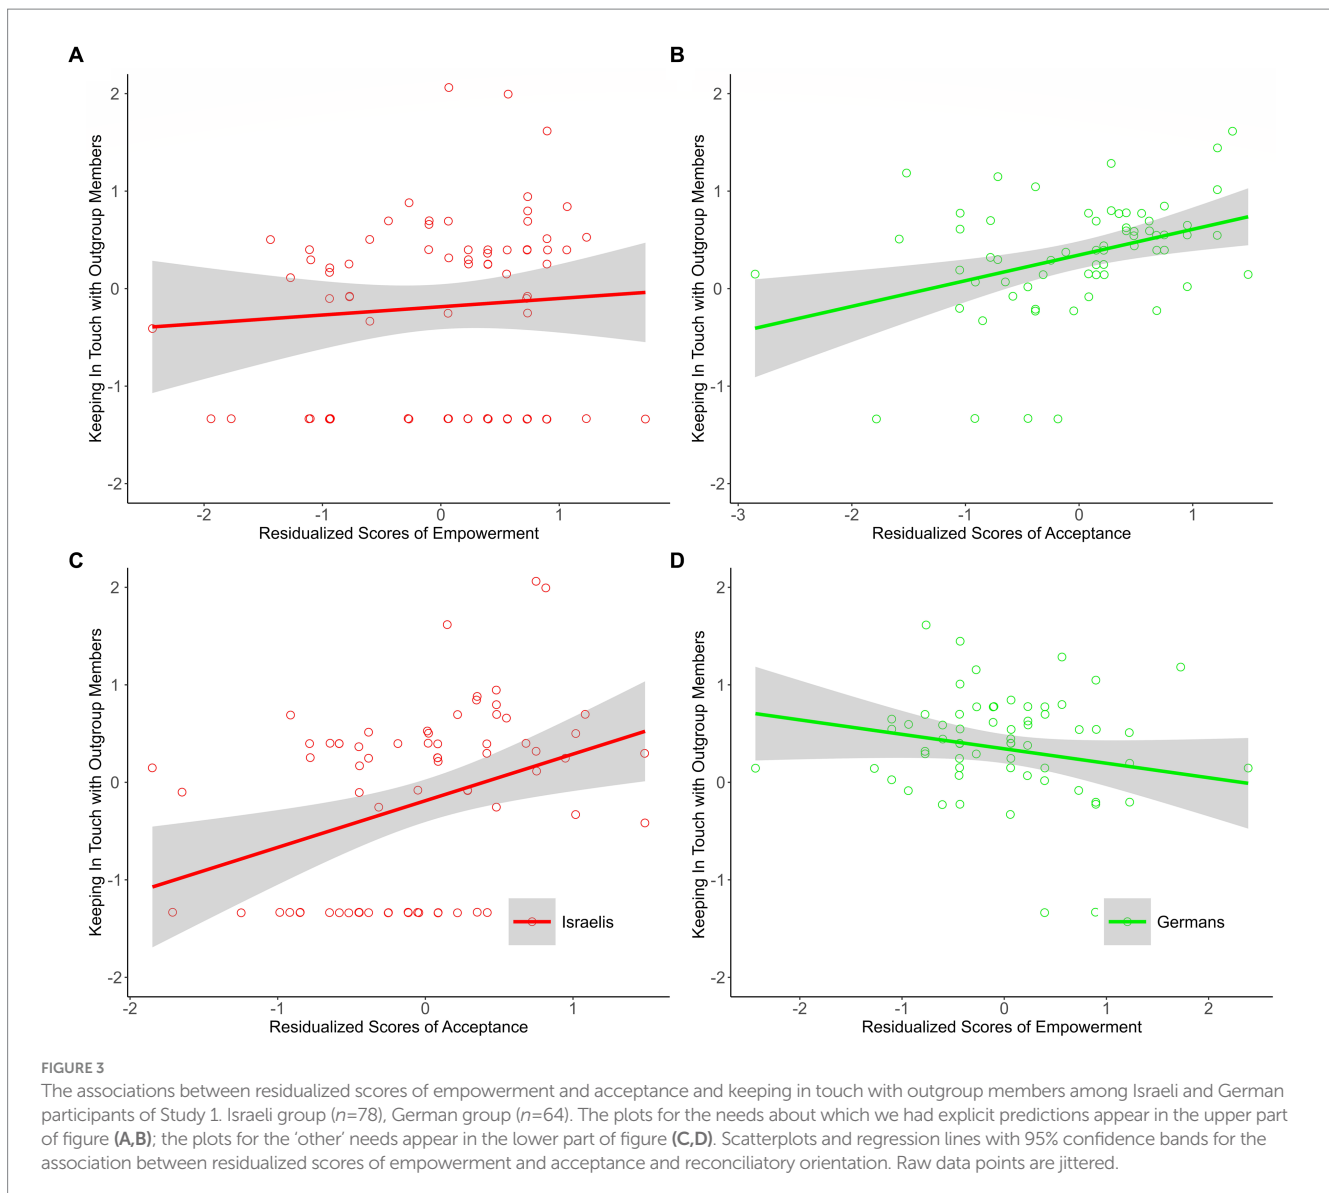 A
B
Keeping In Touch with Outgroup Members
2
1
0
-1
-2
-2
-1
0
1
Residualized Scores of Empowerment
Keeping In Touch with Outgroup Members
2
1
0
-1
-2
-3
-2
-1
0
1
Residualized Scores of Acceptance
C
D
Keeping In Touch with Outgroup Members
2
1
0
-1
-2
Israelis
-2
-1
0
1
Residualized Scores of Acceptance
Keeping In Touch with Outgroup Members
2
1
0
-1
-2
Germans
-2
-1
0
1
2
Residualized Scores of Empowerment
FIGURE 3
The associations between residualized scores of empowerment and acceptance and keeping in touch with outgroup members among Israeli and German
participants of Study 1. Israeli group (n=78), German group (n=64). The plots for the needs about which we had explicit predictions appear in the upper part
of figure (A,B); the plots for the ‘other’ needs appear in the lower part of figure (C,D). Scatterplots and regression lines with 95% confidence bands for the
association between residualized scores of empowerment and acceptance and reconciliatory orientation. Raw data points are jittered.